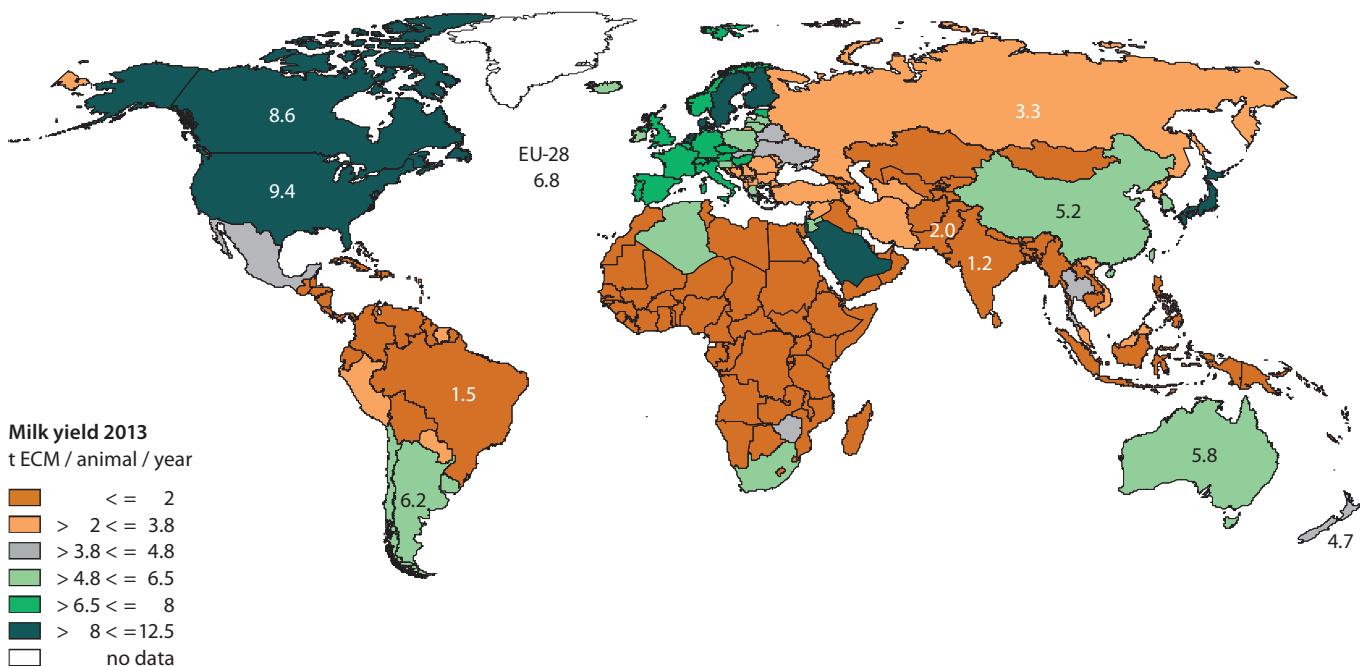 8.6
3.3
EU-28
6.8
9.4
5.2
2.0
1.2
1.5
Milk yield 2013
t ECM / animal / year
5.8
6.2
<= 2
> 2 <= 3.8
> 3.8 <= 4.8
4.7
> 4.8 <= 6.5
> 6.5 <= 8
> 8 <= 12.5
no data